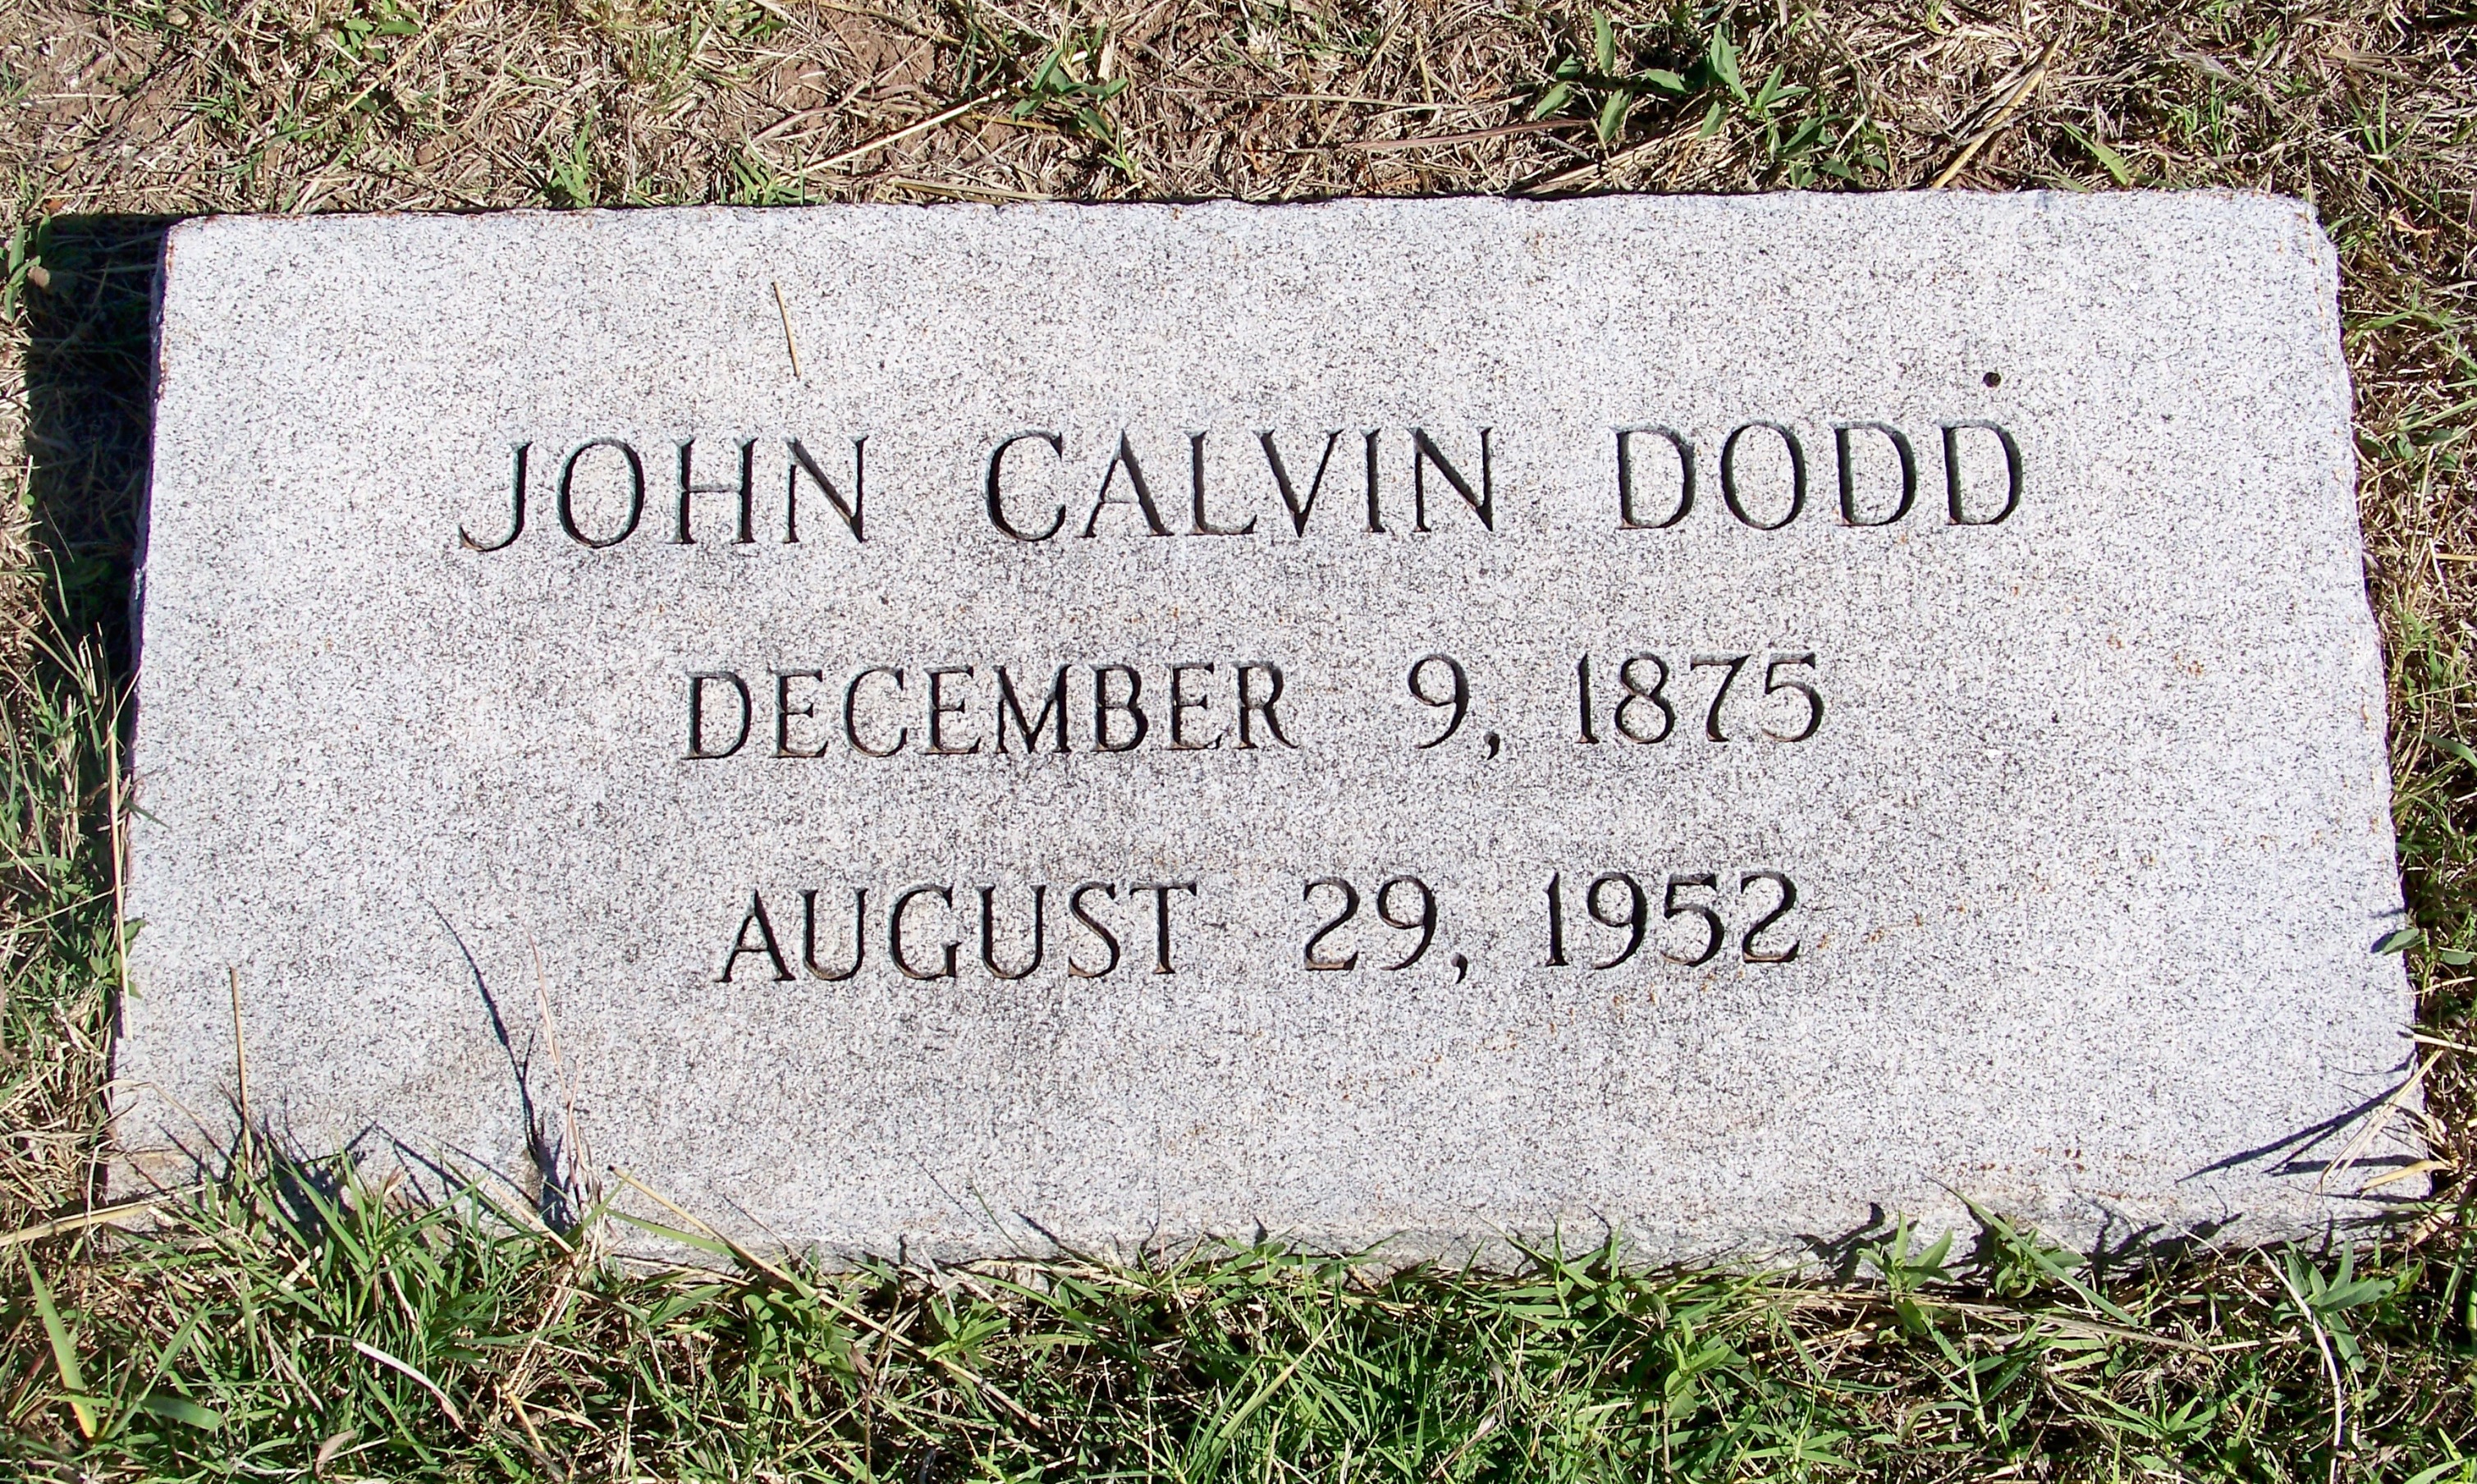 JOHN CALVIN DODD
DECEMBER 9, 1875
AUGUST 29, 1952